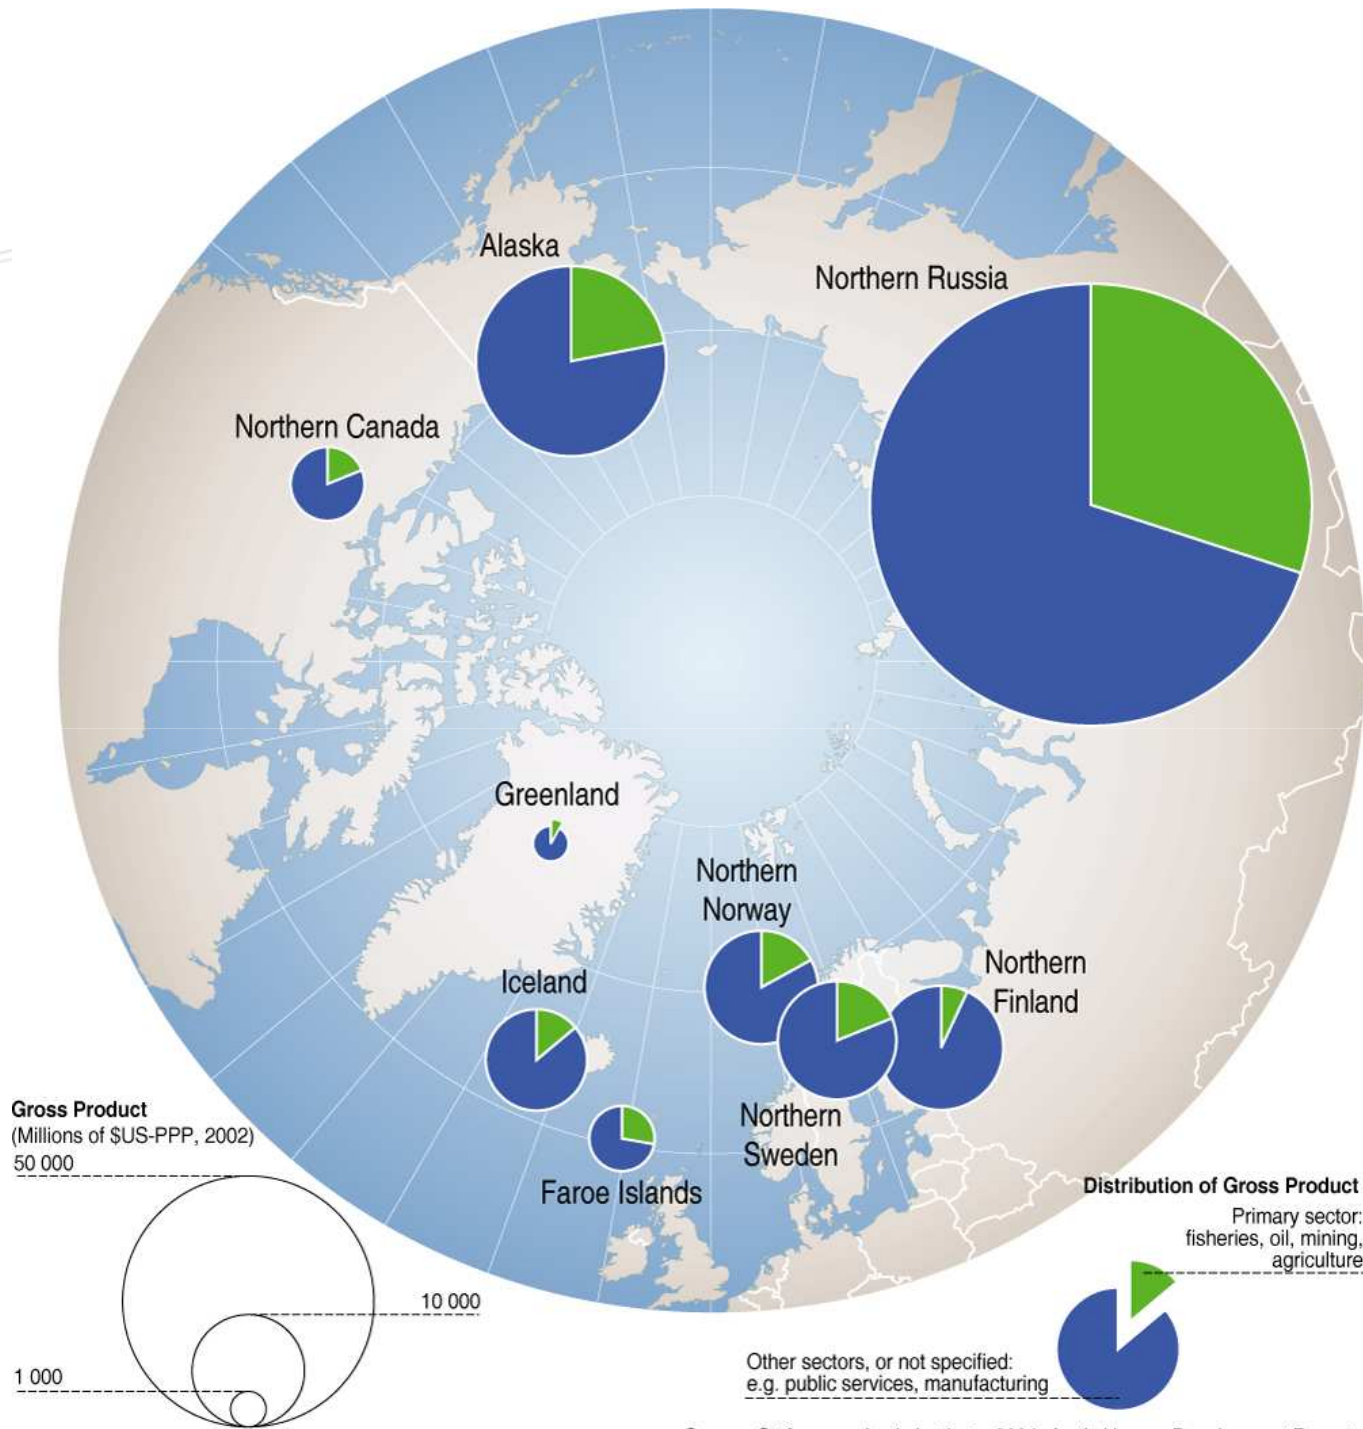 Alaska
Northern Russia
Northern Canada
Greenland
Northern
Norway
Northern
Finland
Iceland
Northern
Sweden
Faroe Islands
Gross Product
(Millions of $US-PPP, 2002)
50 000
10 000
1 000
Distribution of Gross Product
Primary sector:
fisheries, oil, mining,
agriculture
Other sectors, or not specified:
e.g. public services, manufacturing